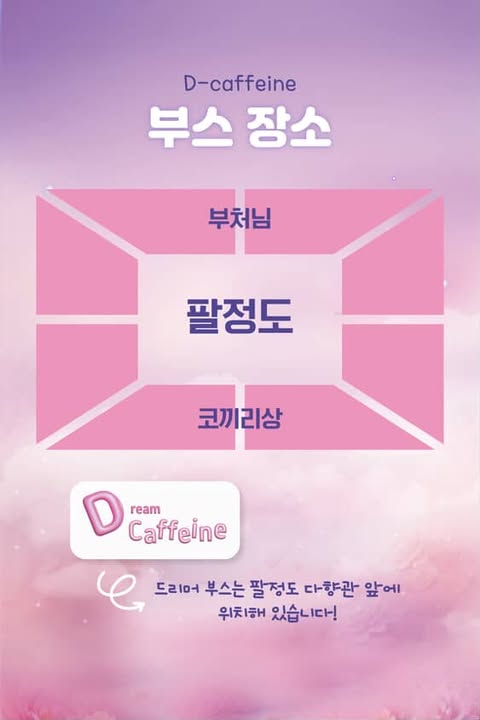 D-caffeine
부스 장소
부처님
팔정도
코끼리상
Dream
Caffeine
드리머 부스는 팔정도 다향관 앞에
위치해 있습니다!